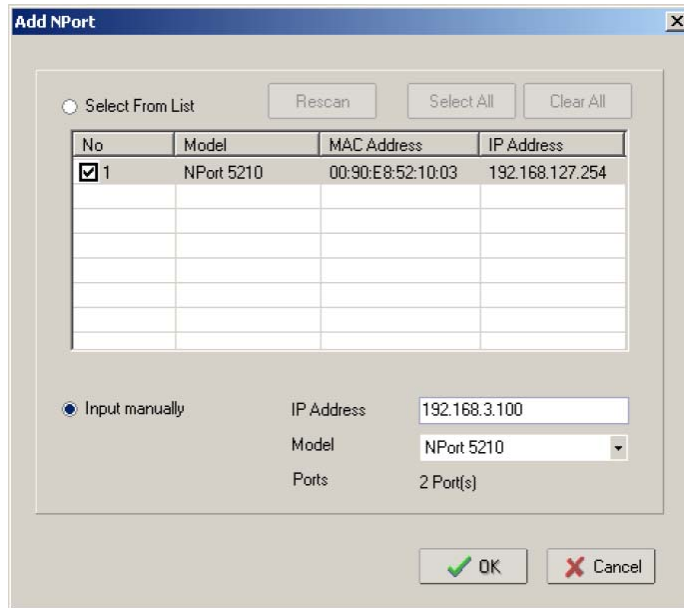 Add NPort
Select From List Rescan Select All Clear All
No Model MAC Address IP Address
1 NPort 5210 00:90:E8:52:10:03 192.168.127.254
Input manually IP Address 192.168.3.100
Model NPort 5210
Ports 2 Port(s)
OK Cancel